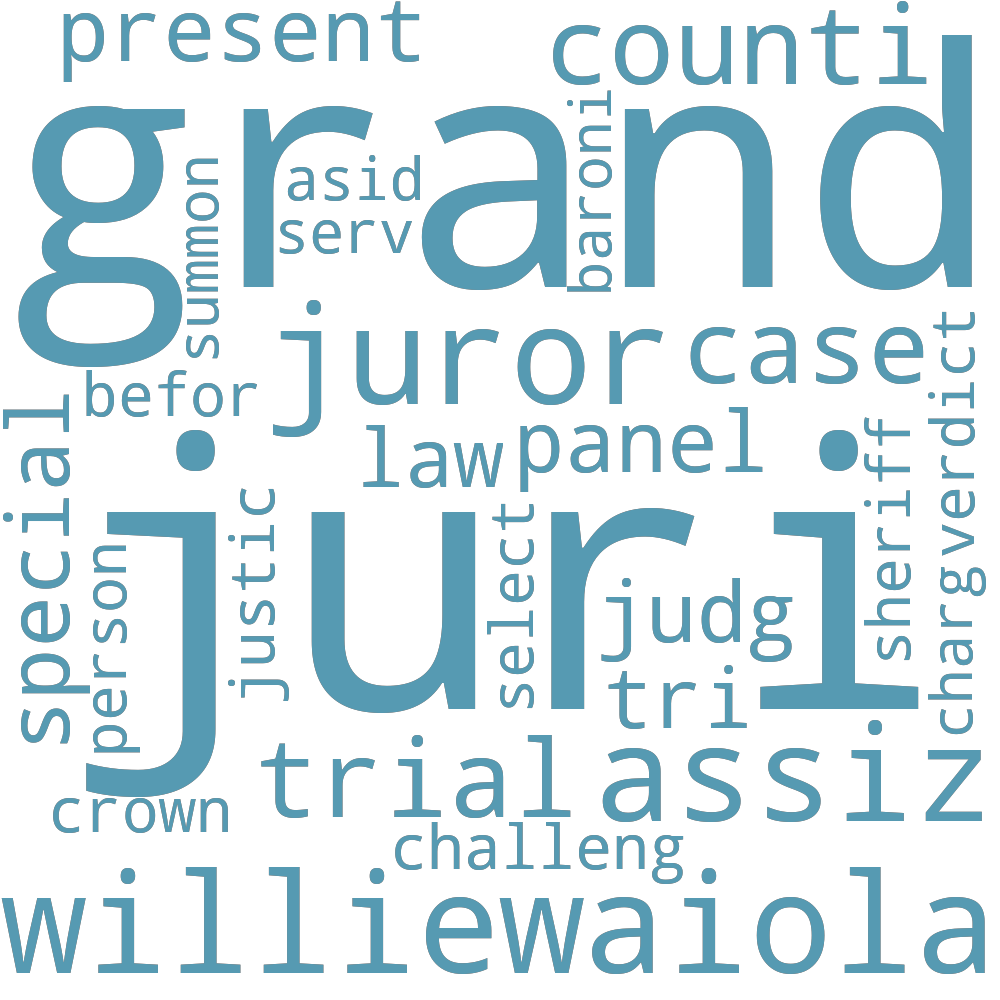 present
counti
grand
asid
serv
baroni
summon
juror
case
befor
law
panel
special
juri
person
justic
select
judg
tri
sheriff
verdict
charg
trial
assiz
crown
challeng
williewaiola